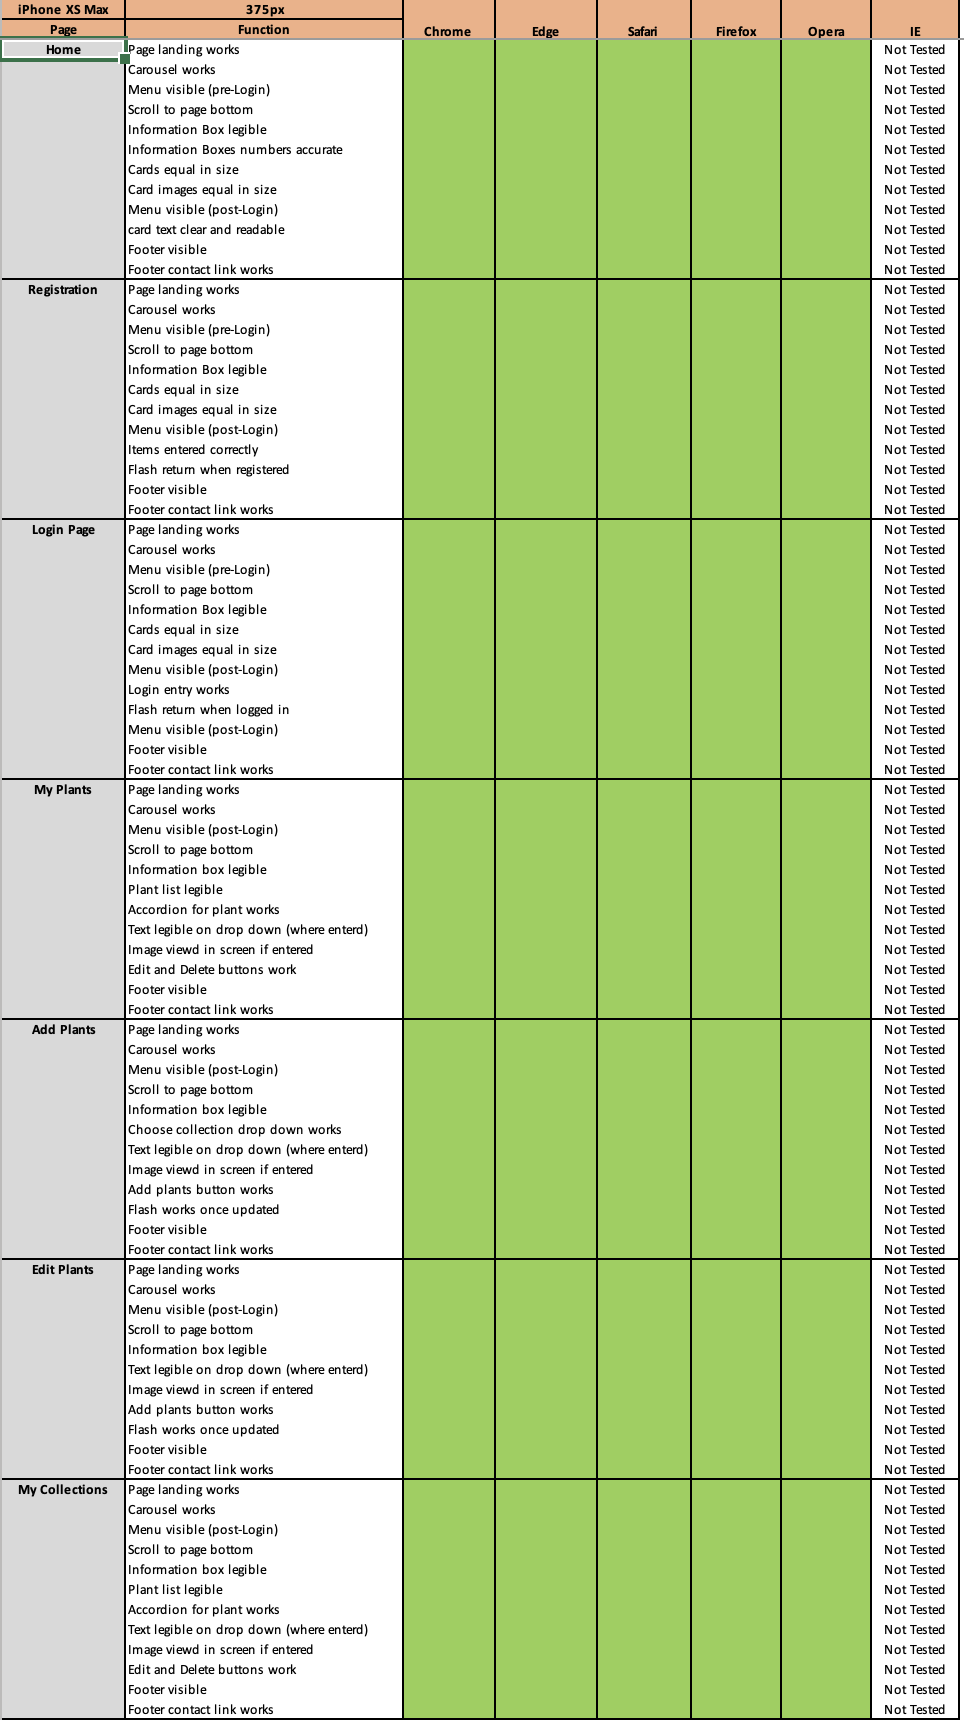 iPhone XS Max 375px
Page Function Chrome Edge Safari Firefox Opera IE
Home Page landing works Not Tested
Carousel works Not Tested
Menu visible (pre-Login) Not Tested
Scroll to page bottom Not Tested
Information Box legible Not Tested
Information Boxes numbers accurate Not Tested
Cards equal in size Not Tested
Card images equal in size Not Tested
Menu visible (post-Login) Not Tested
card text clear and readable Not Tested
Footer visible Not Tested
Footer contact link works Not Tested
Registration Page landing works Not Tested
Carousel works Not Tested
Menu visible (pre-Login) Not Tested
Scroll to page bottom Not Tested
Information Box legible Not Tested
Cards equal in size Not Tested
Card images equal in size Not Tested
Menu visible (post-Login) Not Tested
Items entered correctly Not Tested
Flash return when registered Not Tested
Footer visible Not Tested
Footer contact link works Not Tested
Login Page Page landing works Not Tested
Carousel works Not Tested
Menu visible (pre-Login) Not Tested
Scroll to page bottom Not Tested
Information Box legible Not Tested
Cards equal in size Not Tested
Card images equal in size Not Tested
Menu visible (post-Login) Not Tested
Login entry works Not Tested
Flash return when logged in Not Tested
Menu visible (post-Login) Not Tested
Footer visible Not Tested
Footer contact link works Not Tested
My Plants Page landing works Not Tested
Carousel works Not Tested
Menu visible (post-Login) Not Tested
Scroll to page bottom Not Tested
Information box legible Not Tested
Plant list legible Not Tested
Accordion for plant works Not Tested
Text legible on drop down (where enterd) Not Tested
Image viewd in screen if entered Not Tested
Edit and Delete buttons work Not Tested
Footer visible Not Tested
Footer contact link works Not Tested
Add Plants Page landing works Not Tested
Carousel works Not Tested
Menu visible (post-Login) Not Tested
Scroll to page bottom Not Tested
Information box legible Not Tested
Choose collection drop down works Not Tested
Text legible on drop down (where enterd) Not Tested
Image viewd in screen if entered Not Tested
Add plants button works Not Tested
Flash works once updated Not Tested
Footer visible Not Tested
Footer contact link works Not Tested
Edit Plants Page landing works Not Tested
Carousel works Not Tested
Menu visible (post-Login) Not Tested
Scroll to page bottom Not Tested
Information box legible Not Tested
Text legible on drop down (where enterd) Not Tested
Image viewd in screen if entered Not Tested
Add plants button works Not Tested
Flash works once updated Not Tested
Footer visible Not Tested
Footer contact link works Not Tested
My Collections Page landing works Not Tested
Carousel works Not Tested
Menu visible (post-Login) Not Tested
Scroll to page bottom Not Tested
Information box legible Not Tested
Plant list legible Not Tested
Accordion for plant works Not Tested
Text legible on drop down (where enterd) Not Tested
Image viewd in screen if entered Not Tested
Edit and Delete buttons work Not Tested
Footer visible Not Tested
Footer contact link works Not Tested